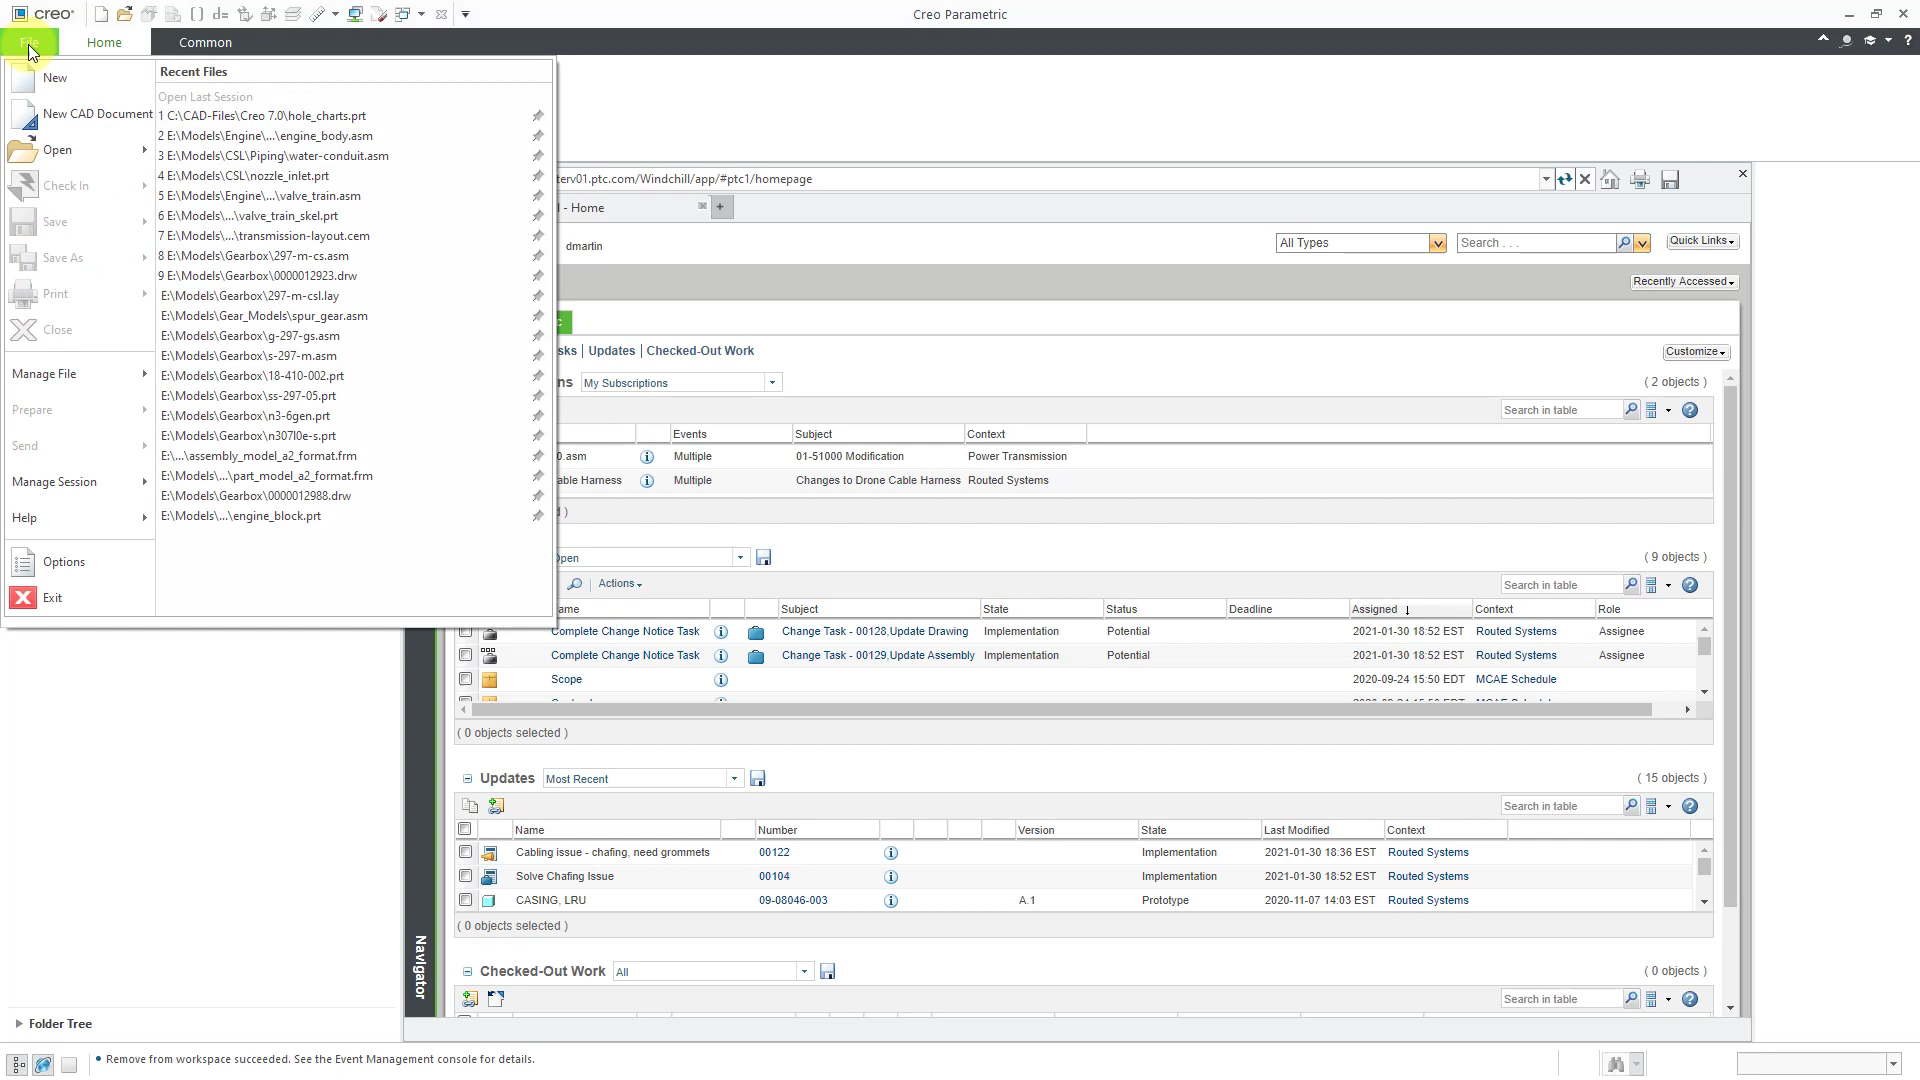 creo
Creo Parametric
File
Home
Common
New
New CAD Document
Open
Check In
Save
Save As
Print
Close
Manage File
Prepare
Send
Manage Session
Help
Options
Exit
Recent Files
Open Last Session
1 C:\CAD-Files\Creo 7.0\hole_charts.prt
2 E:\Models\Engine\...\engine_body.asm
3 E:\Models\CSL\Piping\water-conduit.asm
4 E:\Models\CSL\nozzle_inlet.prt
5 E:\Models\Engine\...\valve_train.asm
6 E:\Models\...\valve_train_skel.prt
7 E:\Models\...\transmission-layout.cem
8 E:\Models\Gearbox\297-m-cs.asm
9 E:\Models\Gearbox\0000012923.drw
E:\Models\Gearbox\297-m-csl.lay
E:\Models\Gear_Models\spur_gear.asm
E:\Models\Gearbox\g-297-gs.asm
E:\Models\Gearbox\s-297-m.asm
E:\Models\Gearbox\18-410-002.prt
E:\Models\Gearbox\ss-297-05.prt
E:\Models\Gearbox\n3-6gen.prt
E:\Models\Gearbox\n307l0e-s.prt
E:\...\assembly_model_a2_format.frm
E:\Models\...\part_model_a2_format.frm
E:\Models\Gearbox\0000012988.drw
E:\Models\...\engine_block.prt
terv01.ptc.com/Windchill/app/#ptc1/homepage
l - Home
dmartin
All Types
Search . . .
Quick Links
Recently Accessed
sks | Updates | Checked-Out Work
Customize
ns My Subscriptions ( 2 objects )
Search in table
Events Subject Context
0.asm Multiple 01-51000 Modification Power Transmission
able Harness Multiple Changes to Drone Cable Harness Routed Systems
d )
Open ( 9 objects )
Actions Search in table
ame Subject State Status Deadline Assigned Context Role
Complete Change Notice Task Change Task - 00128,Update Drawing Implementation Potential 2021-01-30 18:52 EST Routed Systems Assignee
Complete Change Notice Task Change Task - 00129,Update Assembly Implementation Potential 2021-01-30 18:52 EST Routed Systems Assignee
Scope 2020-09-24 15:50 EDT MCAE Schedule
( 0 objects selected )
Updates Most Recent ( 15 objects )
Search in table
Name Number Version State Last Modified Context
Cabling issue - chafing, need grommets 00122 Implementation 2021-01-30 18:36 EST Routed Systems
Solve Chafing Issue 00104 Implementation 2021-01-30 18:52 EST Routed Systems
CASING, LRU 09-08046-003 A.1 Prototype 2020-11-07 14:03 EST Routed Systems
( 0 objects selected )
Checked-Out Work All ( 0 objects )
Search in table
Navigator
Folder Tree
Remove from workspace succeeded. See the Event Management console for details.